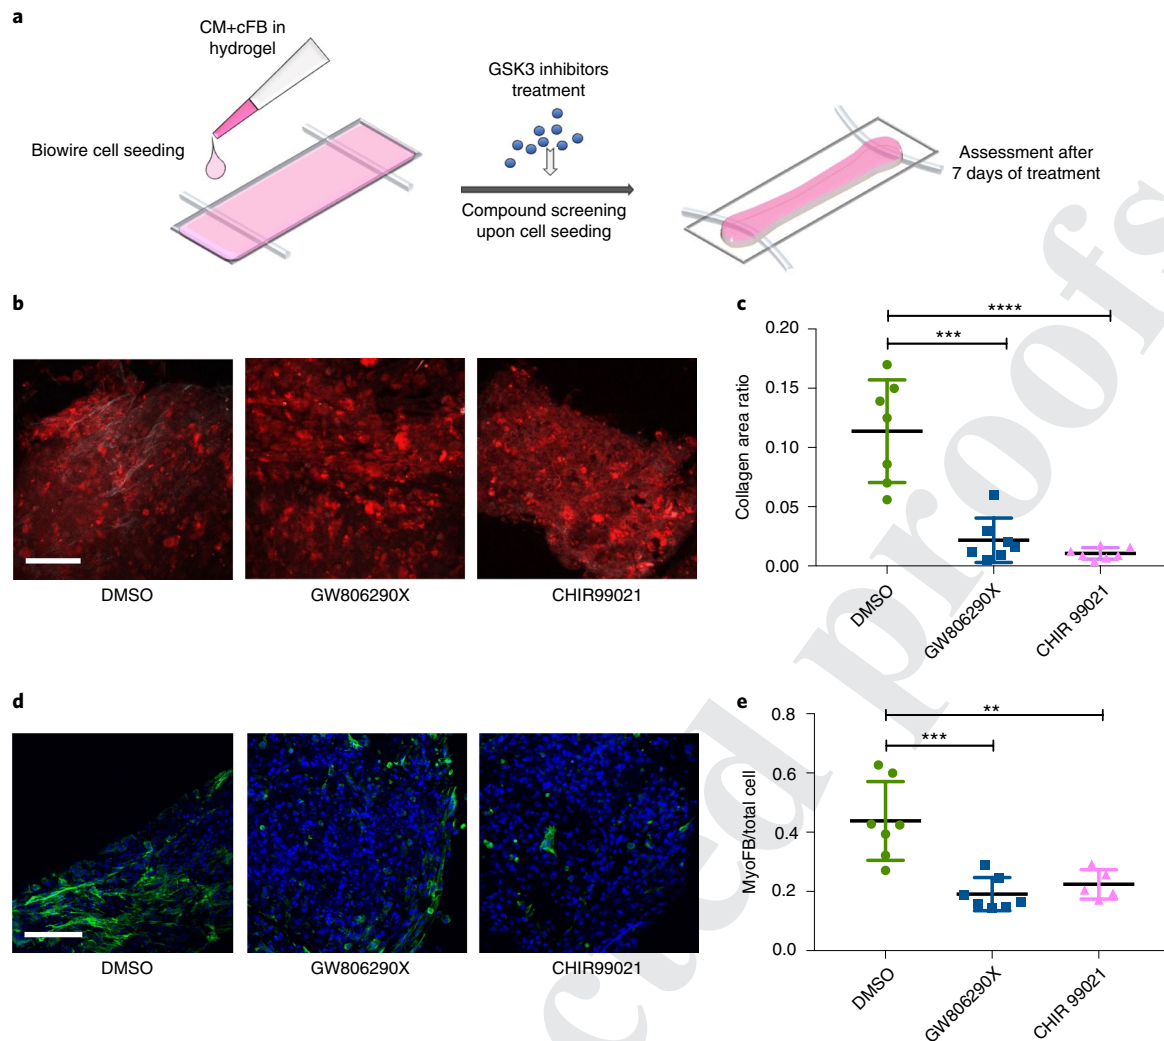 a
CM+cFB in
hydrogel
Biowire cell seeding
GSK3 inhibitors
treatment
Compound screening
upon cell seeding
Assessment after
7 days of treatment
b
DMSO
GW806290X
CHIR99021
c
****
***
0.20
0.15
0.10
0.05
0.00
Collagen area ratio
DMSO
GW806290X
CHIR 99021
d
DMSO
GW806290X
CHIR99021
e
**
***
0.8
0.6
0.4
0.2
0.0
MyoFB/total cell
DMSO
GW806290X
CHIR 99021
cted proofs